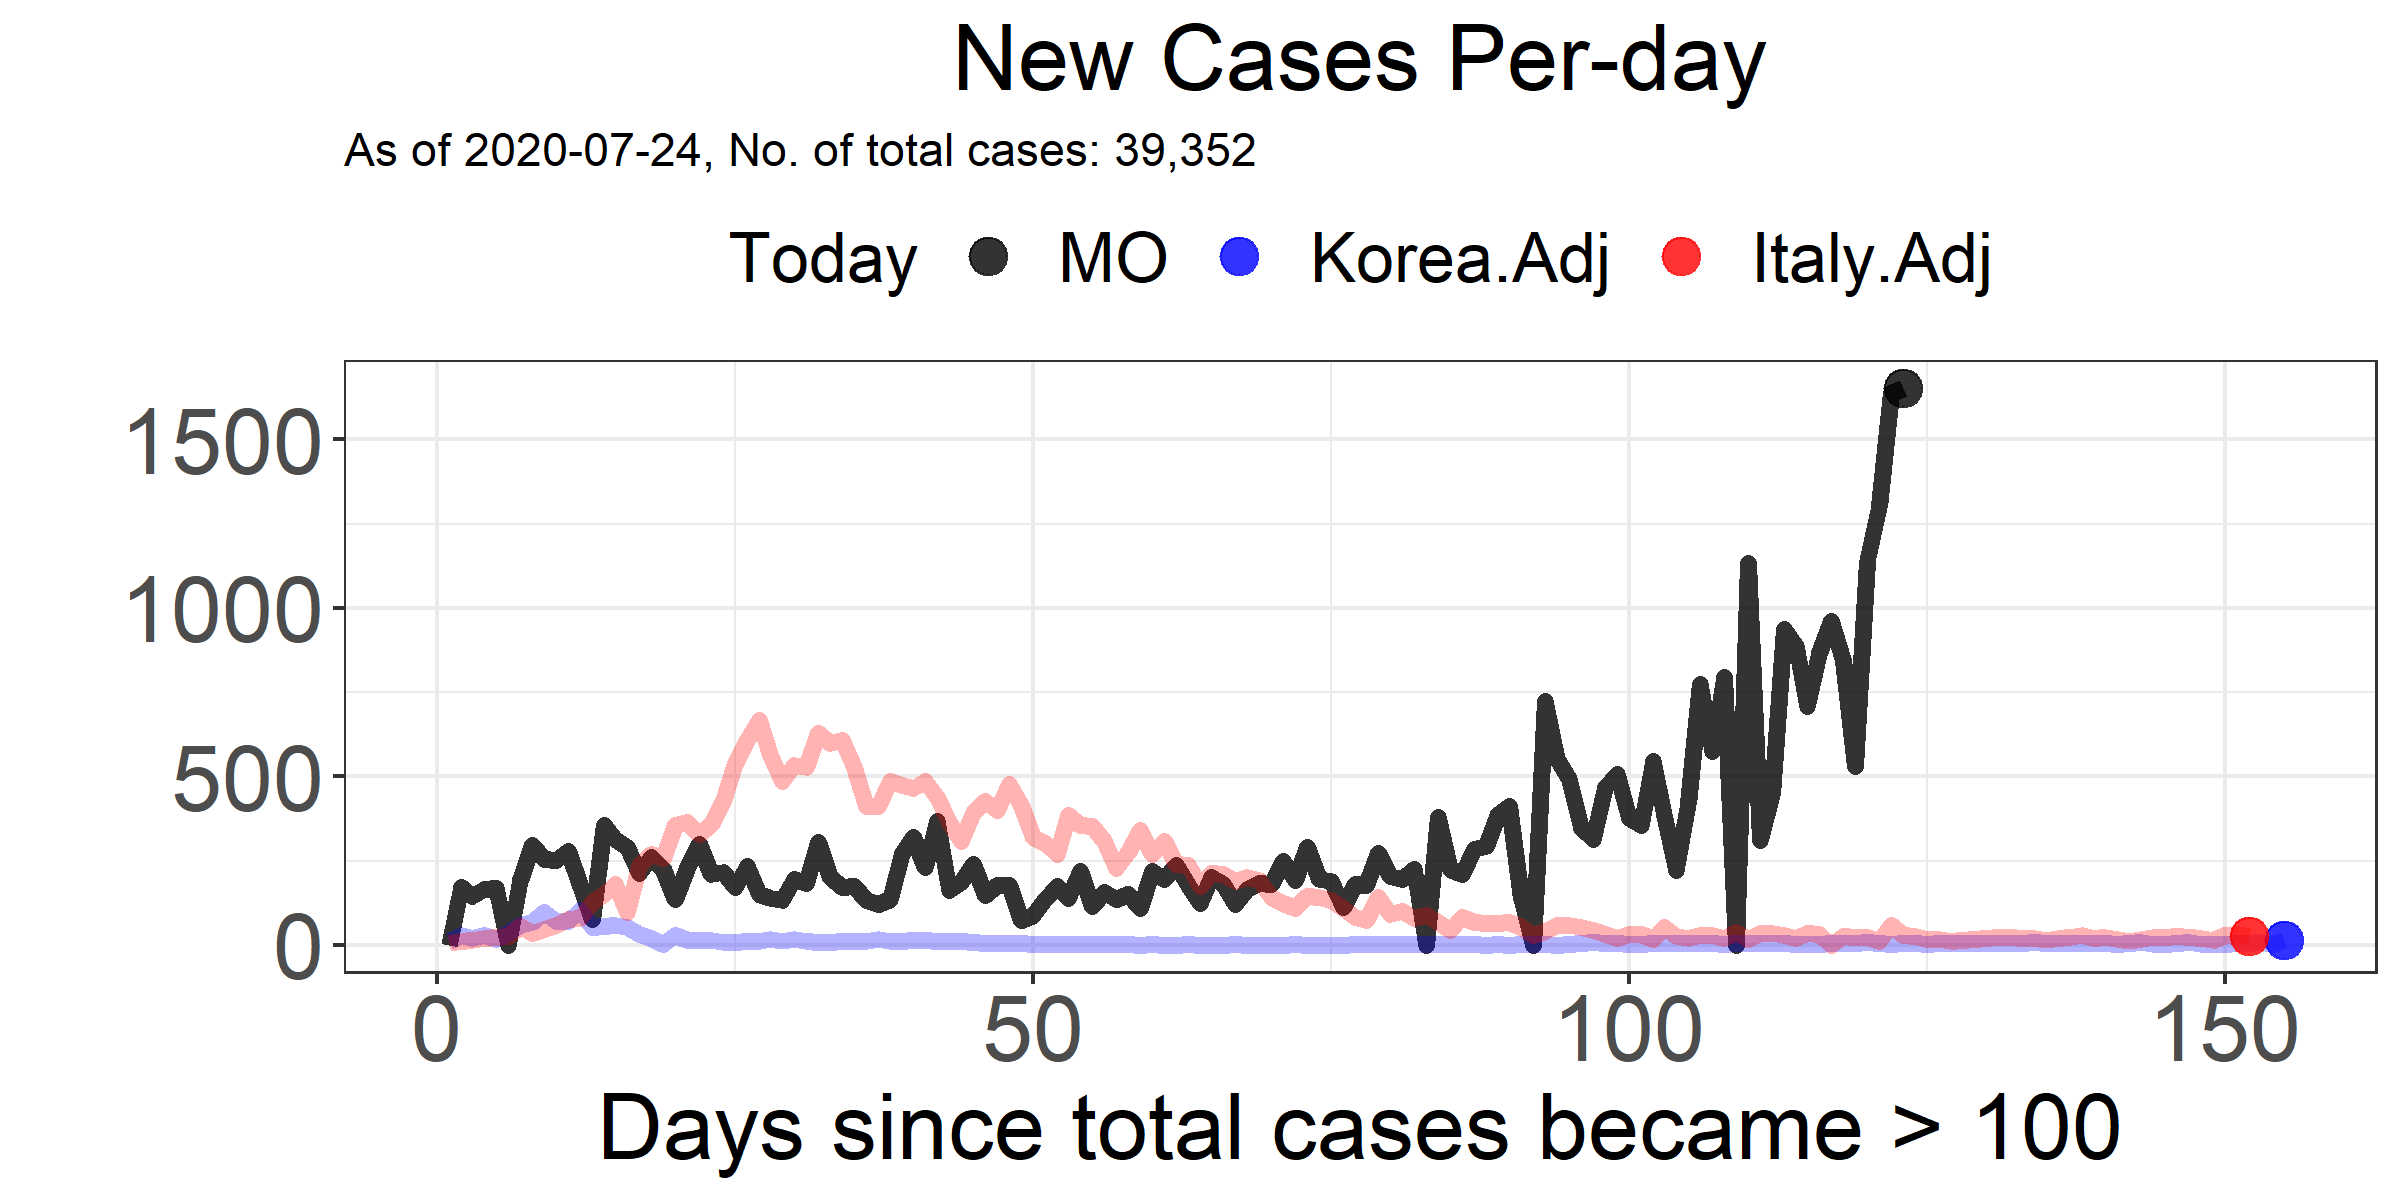 New Cases Per-day
As of 2020-07-24, No. of total cases: 39,352
Today MO Korea.Adj Italy.Adj
1500
1000
500
0
0 50 100 150
Days since total cases became > 100